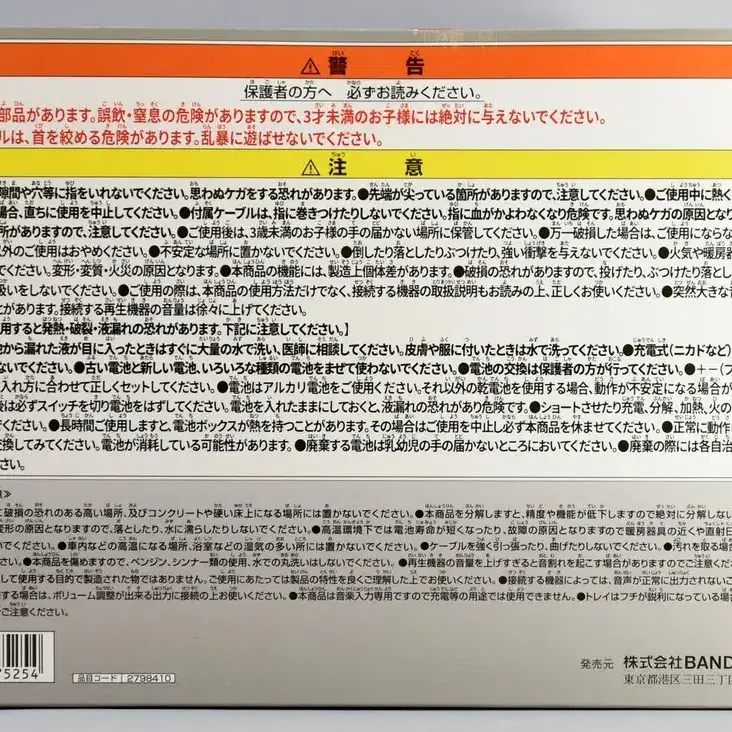 ⚠警告
保護者の方へ 必ずお読みください。
部品があります。誤飲・窒息の危険がありますので、3才未満のお子様には絶対に与えないでください。
ルは、首を絞める危険があります。乱暴に遊ばせないでください。
⚠注意
隙間や穴等に指をいれないでください。思わぬケガをする恐れがあります。●先端が尖っている箇所がありますので、注意してください。●ご使用中に熱く
場合、直ちに使用を中止してください。●付属ケーブルは、指に巻きつけたりしないでください。指に血がかよわなくなり危険です。思わぬケガの原因となり
所がありますので、注意してください。●ご使用後は、3歳未満のお子様の手の届かない場所に保管してください。●万一破損した場合は、ご使用にならな
以外のご使用はおやめください。●不安定な場所に置かないでください。●倒したり落としたりぶつけたり、強い衝撃を与えないでください。●火気や暖房器
でください。変形・変質・火災の原因となります。●本商品の機能には、製造上個体差があります。●破損の恐れがありますので、投げたり、ぶつけたり落とし
扱いをしないでください。●ご使用の際は、本商品の使用方法だけでなく、接続する機器の取扱説明もお読みの上、正しくお使いください。●突然大きな音
とがあります。接続する再生機器の音量は徐々に上げてください。
用すると発熱・破裂・液漏れの恐れがあります。下記に注意してください。】
池から漏れた液が目に入ったときはすぐに大量の水で洗い、医師に相談してください。皮膚や服に付いたときは水で洗ってください。●充電式(ニカドなど)
ないでください。●古い電池と新しい電池、いろいろな種類の電池をまぜて使わないでください。●電池の交換は保護者の方が行ってください。●+−(プ
入れ方に合わせて正しくセットしてください。●電池はアルカリ電池をご使用ください。それ以外の乾電池を使用する場合、動作が不安定になる場合が
後は必ずスイッチを切り電池をはずしてください。電池を入れたままにしておくと、液漏れの恐れがあり危険です。●ショートさせたり充電、分解、加熱、火の
●長時間ご使用しますと、電池ボックスが熱を持つことがあります。その場合はご使用を中止し必ず本商品を休ませてください。●正常に動作
交換してみてください。電池が消耗している可能性があります。●廃棄する電池は乳幼児の手の届かないところにおいてください。●廃棄の際には各自治
さい。
》
に破損の恐れのある高い場所、及びコンクリートや硬い床上になる場所には置かないでください。●本商品を分解しますと、精度や機能が低下しますので絶対に分解しない
変形の原因となりますので、落としたり、水に濡らしたりしないでください。●高温環境下では電池寿命が短くなったり、故障の原因となりますので暖房器具の近くや直射日
でください。●車内などの高温になる場所、浴室などの湿気の多い所には置かないでください。●ケーブルを強く引っ張ったり、曲げたりしないでください。●汚れを取る場合
ださい。●本商品を傷めますので、ベンジン、シンナー類の使用、水での丸洗いはしないでください。●再生機器の音量を上げすぎると音割れを起こす場合がありますのでご注意くださ
して使用する目的で製造された物ではありません。ご使用にあたっては製品の特性を良くご理解した上でお使いください。●接続する機器によっては、音声が正常に出力されない
用する場合は、ボリューム調整が出来る出力に接続の上お使いください。●本商品は音楽入力専用ですので充電等の用途では使用できません。●トレイはフチが鋭利になっている場合
ご注意ください。
5254
品目コード 2798410
発売元 株式会社BAND
東京都港区三田三丁目